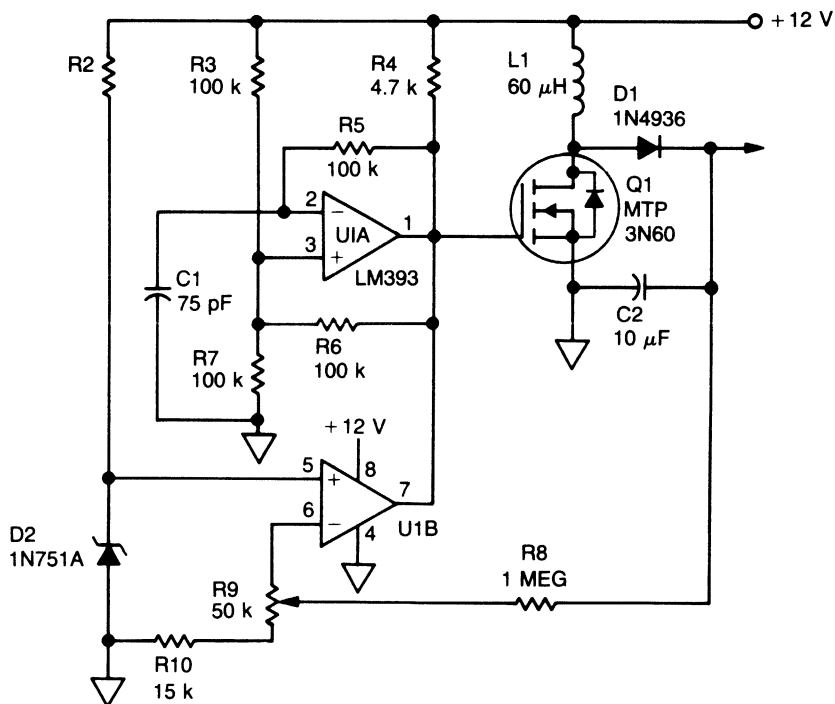 + 12 V
R2
R3
100 k
R4
4.7 k
L1
60 μH
D1
1N4936
R5
100 k
Q1
MTP
3N60
2
−
1
UIA
3
+
LM393
C1
75 pF
C2
10 μF
R6
100 k
R7
100 k
+ 12 V
5
+
8
7
6
−
4
U1B
D2
1N751A
R8
1 MEG
R9
50 k
R10
15 k